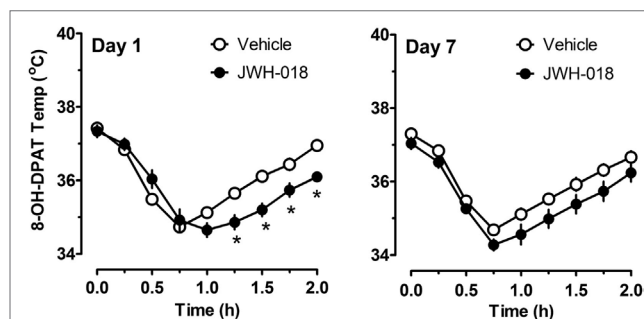 Day 1
Vehicle
JWH-018
Day 7
Vehicle
JWH-018
8-OH-DPAT Temp (°C)
40
38
36
34
* * * *
0.0 0.5 1.0 1.5 2.0
Time (h)
40
38
36
34
0.0 0.5 1.0 1.5 2.0
Time (h)